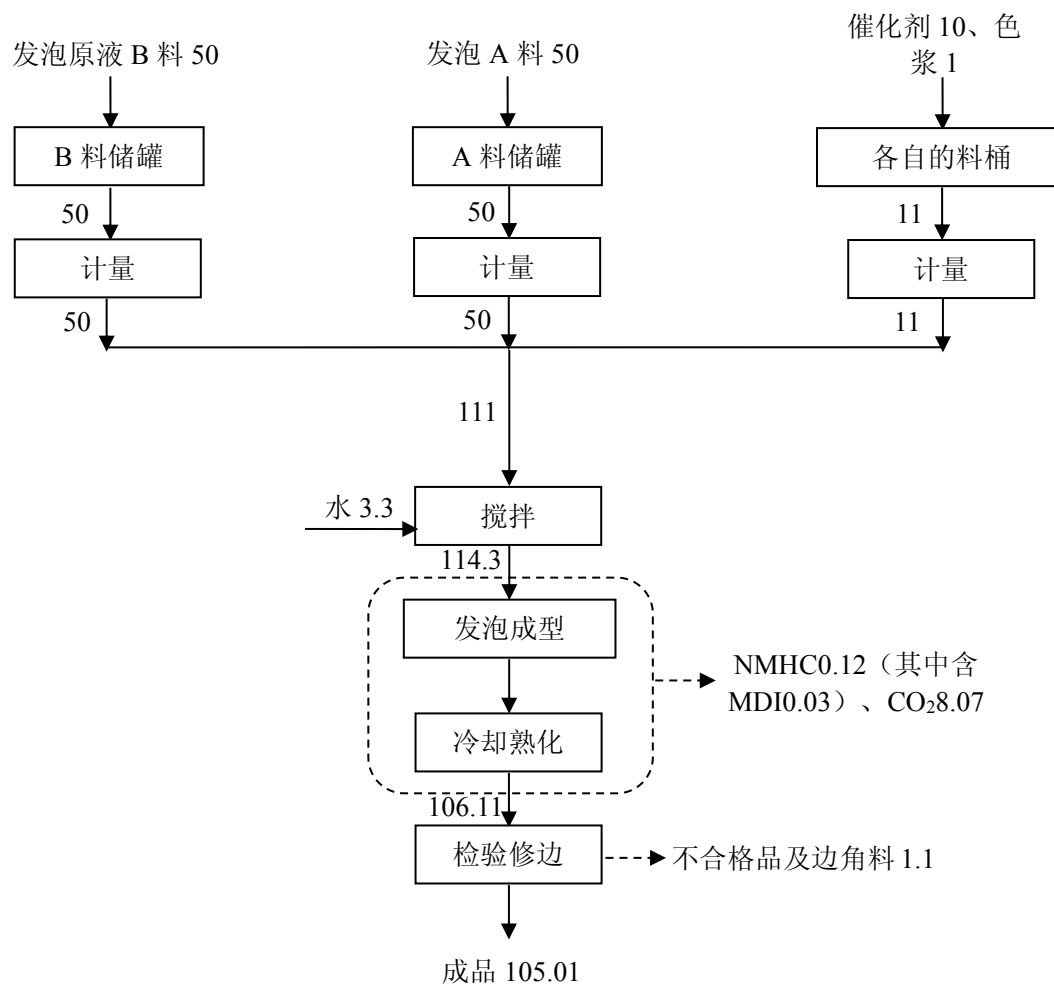 发泡原液 B 料 50
发泡 A 料 50
催化剂 10、色
浆 1
B 料储罐
A 料储罐
各自的料桶
50
50
11
计量
计量
计量
50
50
11
111
水 3.3
搅拌
114.3
发泡成型
NMHC0.12（其中含
MDI0.03）、CO₂8.07
冷却熟化
106.11
检验修边
不合格品及边角料 1.1
成品 105.01